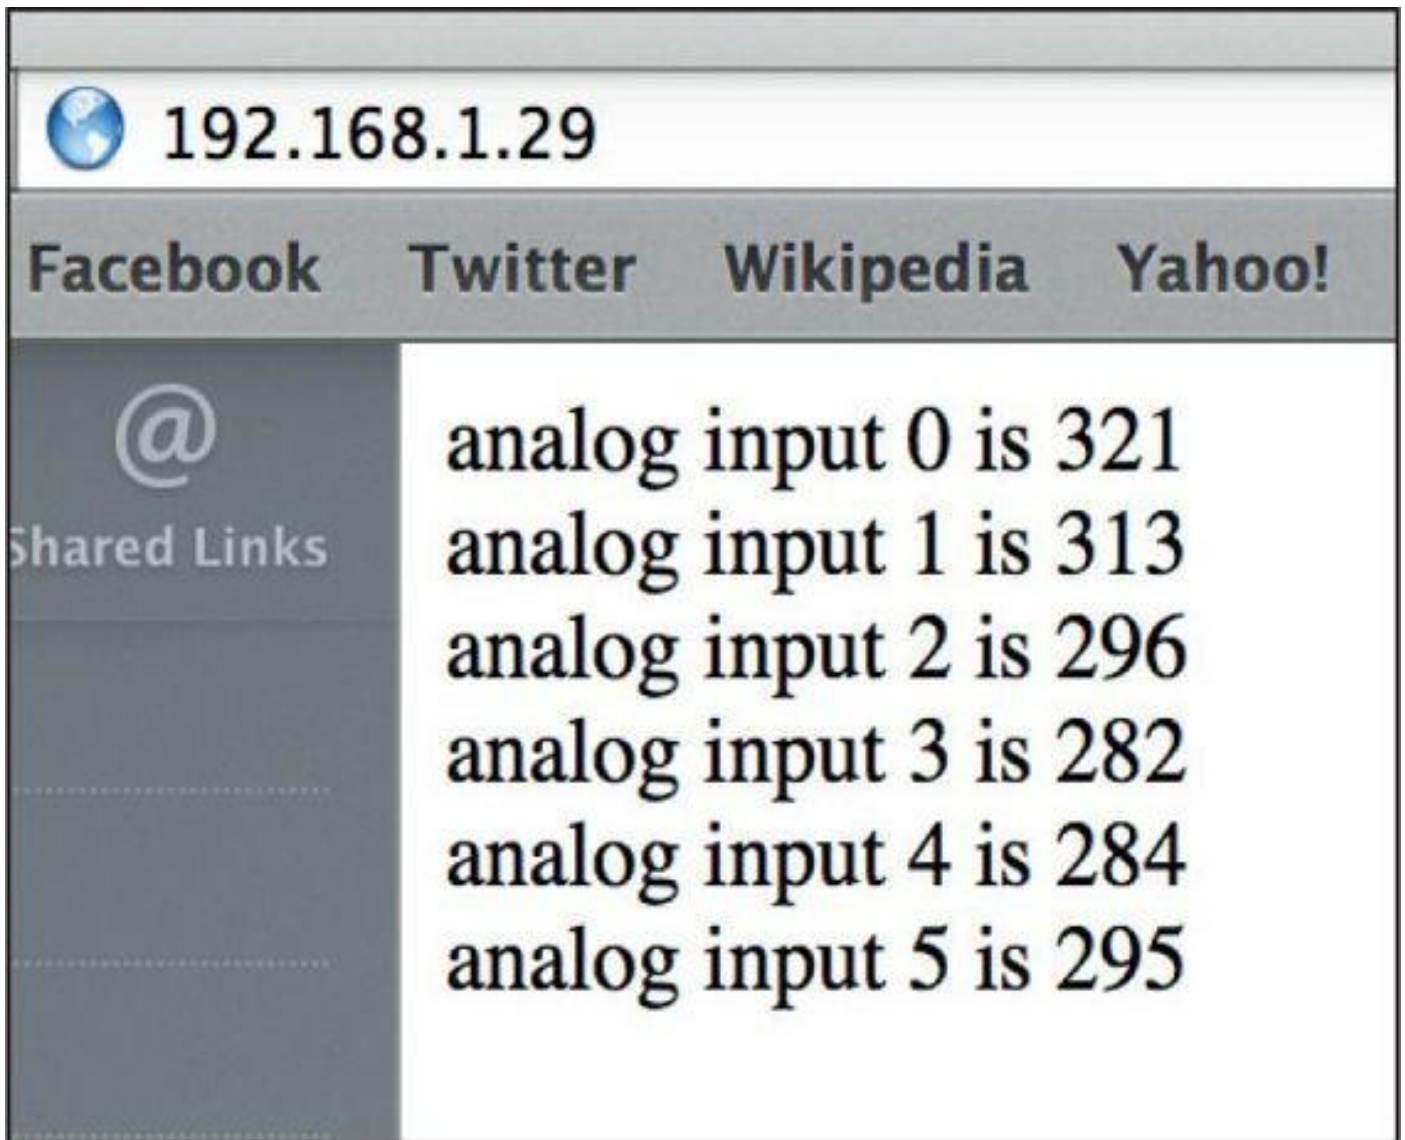 192.168.1.29
Facebook Twitter Wikipedia Yahoo!
@
Shared Links
analog input 0 is 321
analog input 1 is 313
analog input 2 is 296
analog input 3 is 282
analog input 4 is 284
analog input 5 is 295